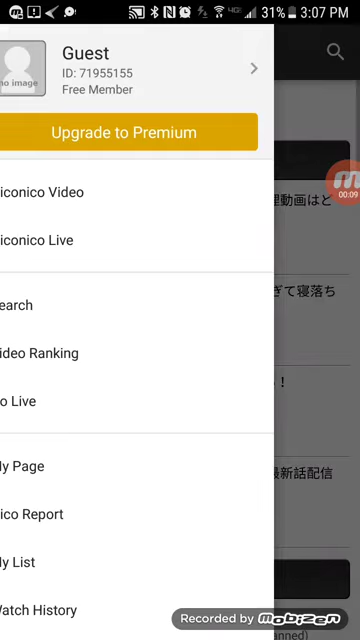 31% 3:07 PM
Guest
ID: 71955155
no image
Free Member
Upgrade to Premium
iconico Video
動画はど
00:09
iconico Live
ぎて寝落ち
earch
ideo Ranking
!
o Live
ly Page
最新話配信
ico Report
ly List
Watch History
Recorded by Mobizen
anned)